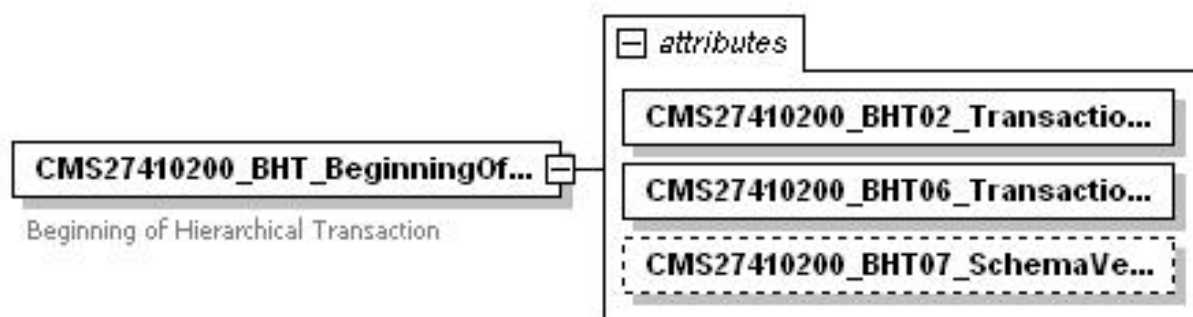 attributes
CMS27410200_BHT02_Transactio...
CMS27410200_BHT_BeginningOf...
CMS27410200_BHT06_Transactio...
Beginning of Hierarchical Transaction
CMS27410200_BHT07_SchemaVe...